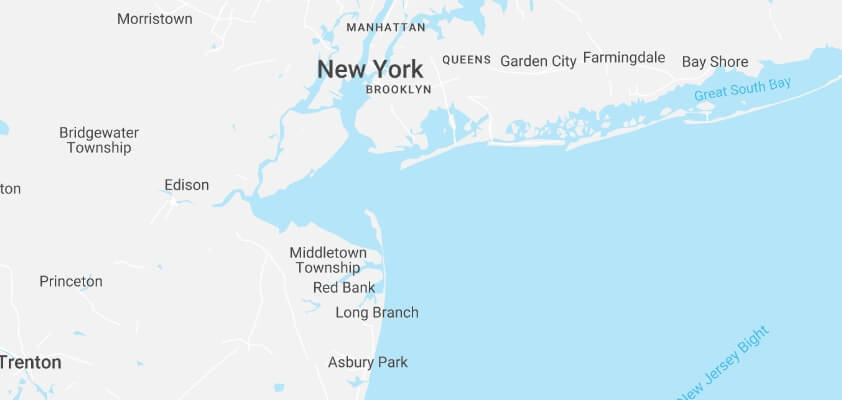 Morristown
MANHATTAN
New York
BROOKLYN
QUEENS
Garden City
Farmingdale
Bay Shore
Great South Bay
Bridgewater
Township
Edison
ton
Middletown
Township
Princeton
Red Bank
Long Branch
Trenton
Asbury Park
New Jersey Bight